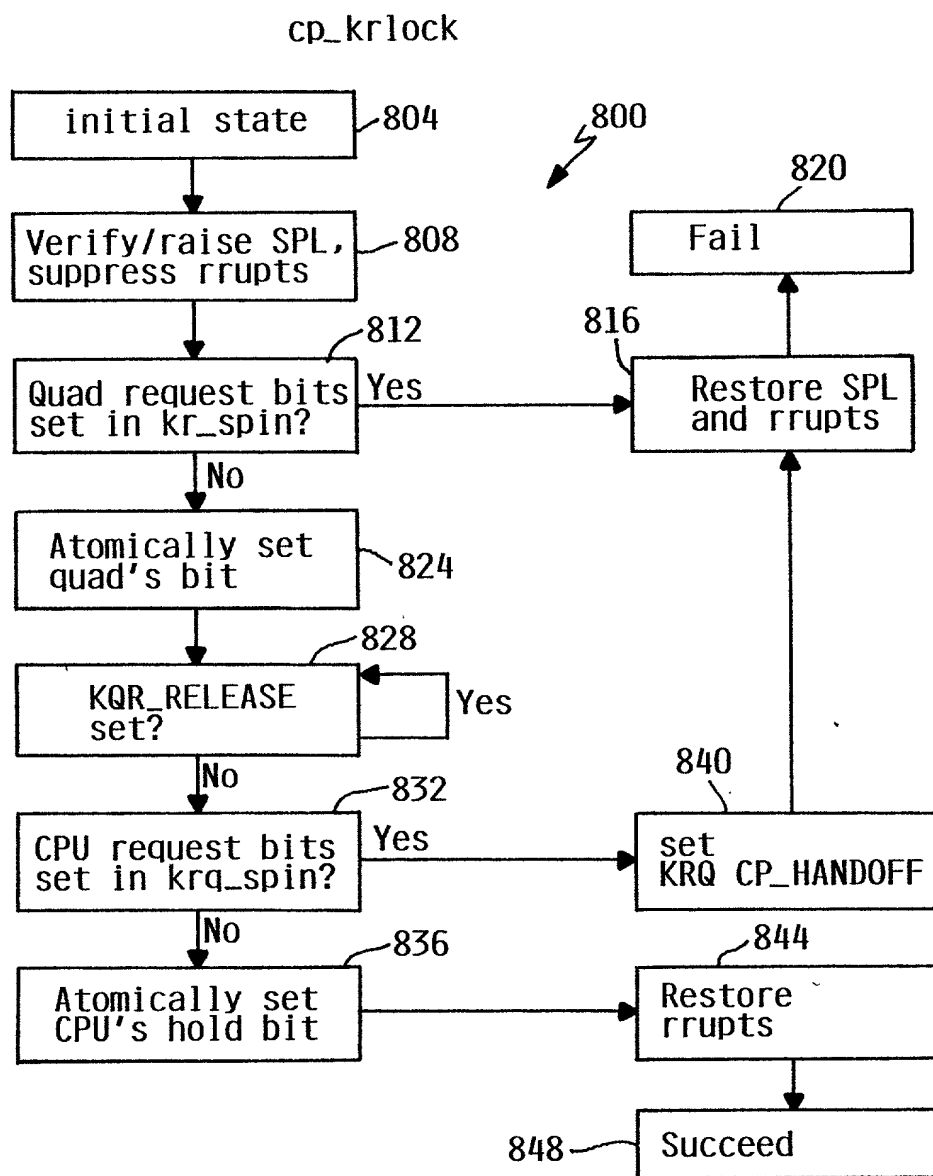 cp_krlock
initial state
804
800
820
Verify/raise SPL,
suppress rrupts
808
Fail
812
816
Quad request bits
set in kr_spin?
Yes
Restore SPL
and rrupts
No
Atomically set
quad's bit
824
828
KQR_RELEASE
set?
Yes
No
832
840
CPU request bits
set in krq_spin?
Yes
set
KRQ CP_HANDOFF
No
836
844
Atomically set
CPU's hold bit
Restore
rrupts
848
Succeed